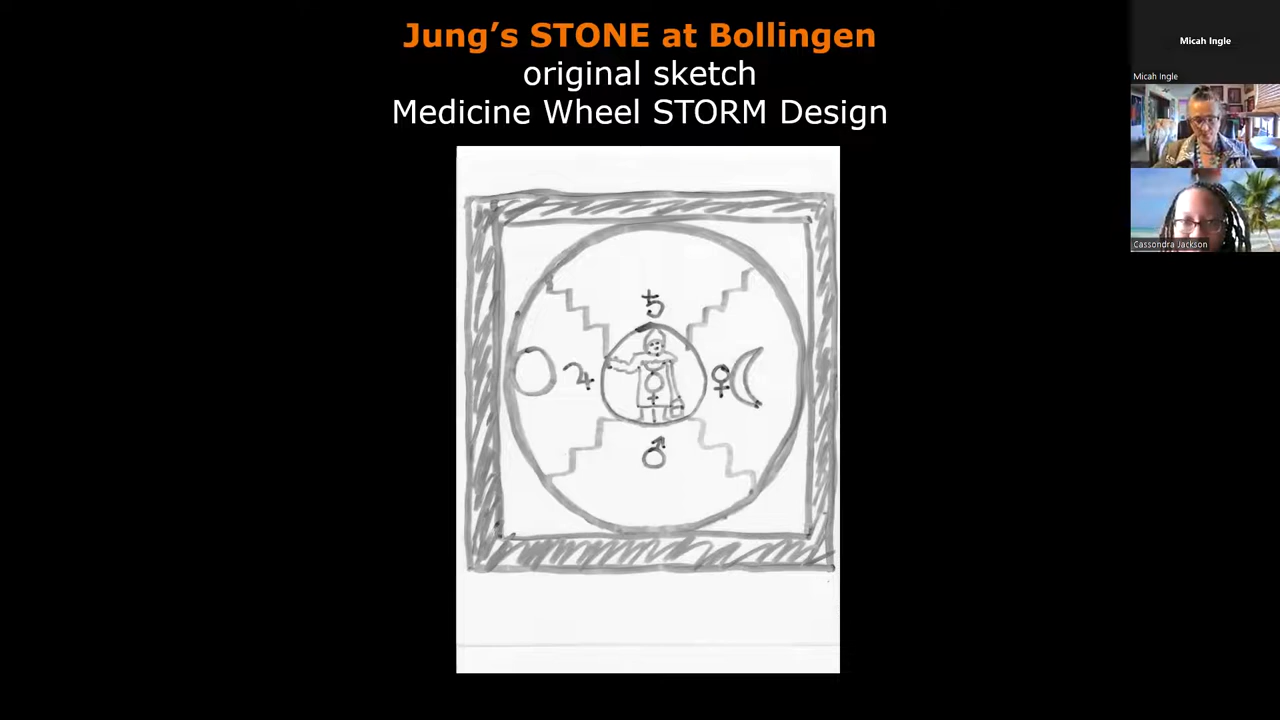 Jung's STONE at Bollingen
original sketch
Medicine Wheel STORM Design
♄
♃
♀
☿
♂
Micah Ingle
Micah Ingle
Cassondra Jackson